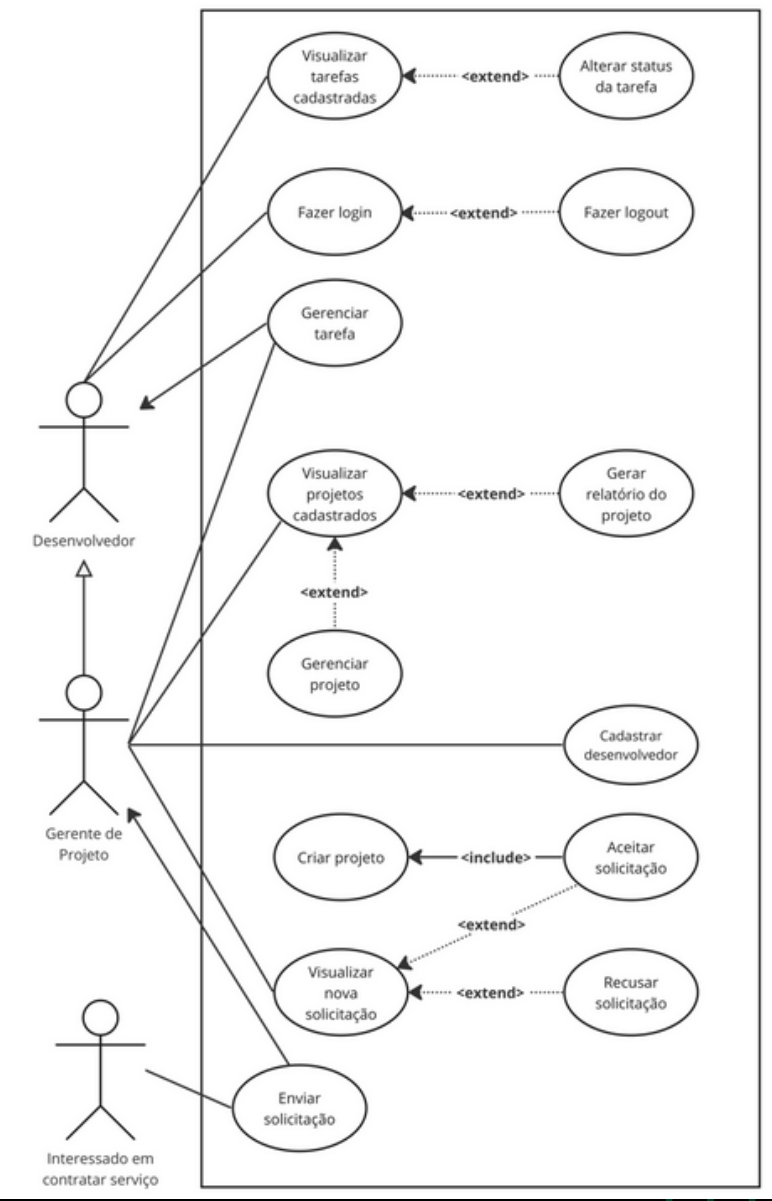 Visualizar
tarefas
cadastradas
<extend>
Alterar status
da tarefa
Fazer login
<extend>
Fazer logout
Gerenciar
tarefa
Desenvolvedor
Visualizar
projetos
cadastrados
<extend>
Gerar
relatório do
projeto
<extend>
Gerenciar
projeto
Cadastrar
desenvolvedor
Gerente de
Projeto
Criar projeto
<include>
Aceitar
solicitação
<extend>
Visualizar
nova
solicitação
<extend>
Recusar
solicitação
Enviar
solicitação
Interessado em
contratar serviço